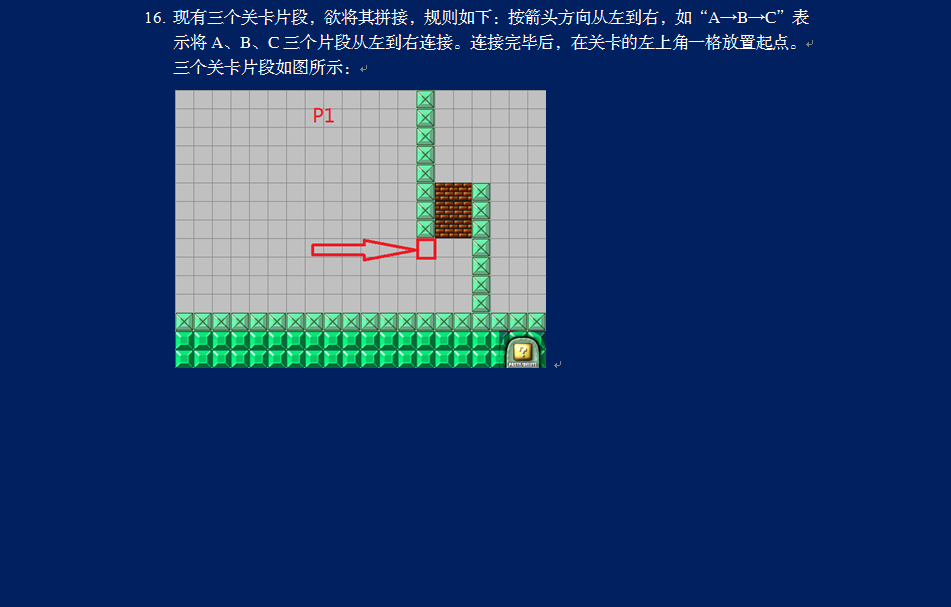 16. 现有三个关卡片段，欲将其拼接，规则如下：按箭头方向从左到右，如“A→B→C”表
示将 A、B、C 三个片段从左到右连接。连接完毕后，在关卡的左上角一格放置起点。
三个关卡片段如图所示：
P1
?